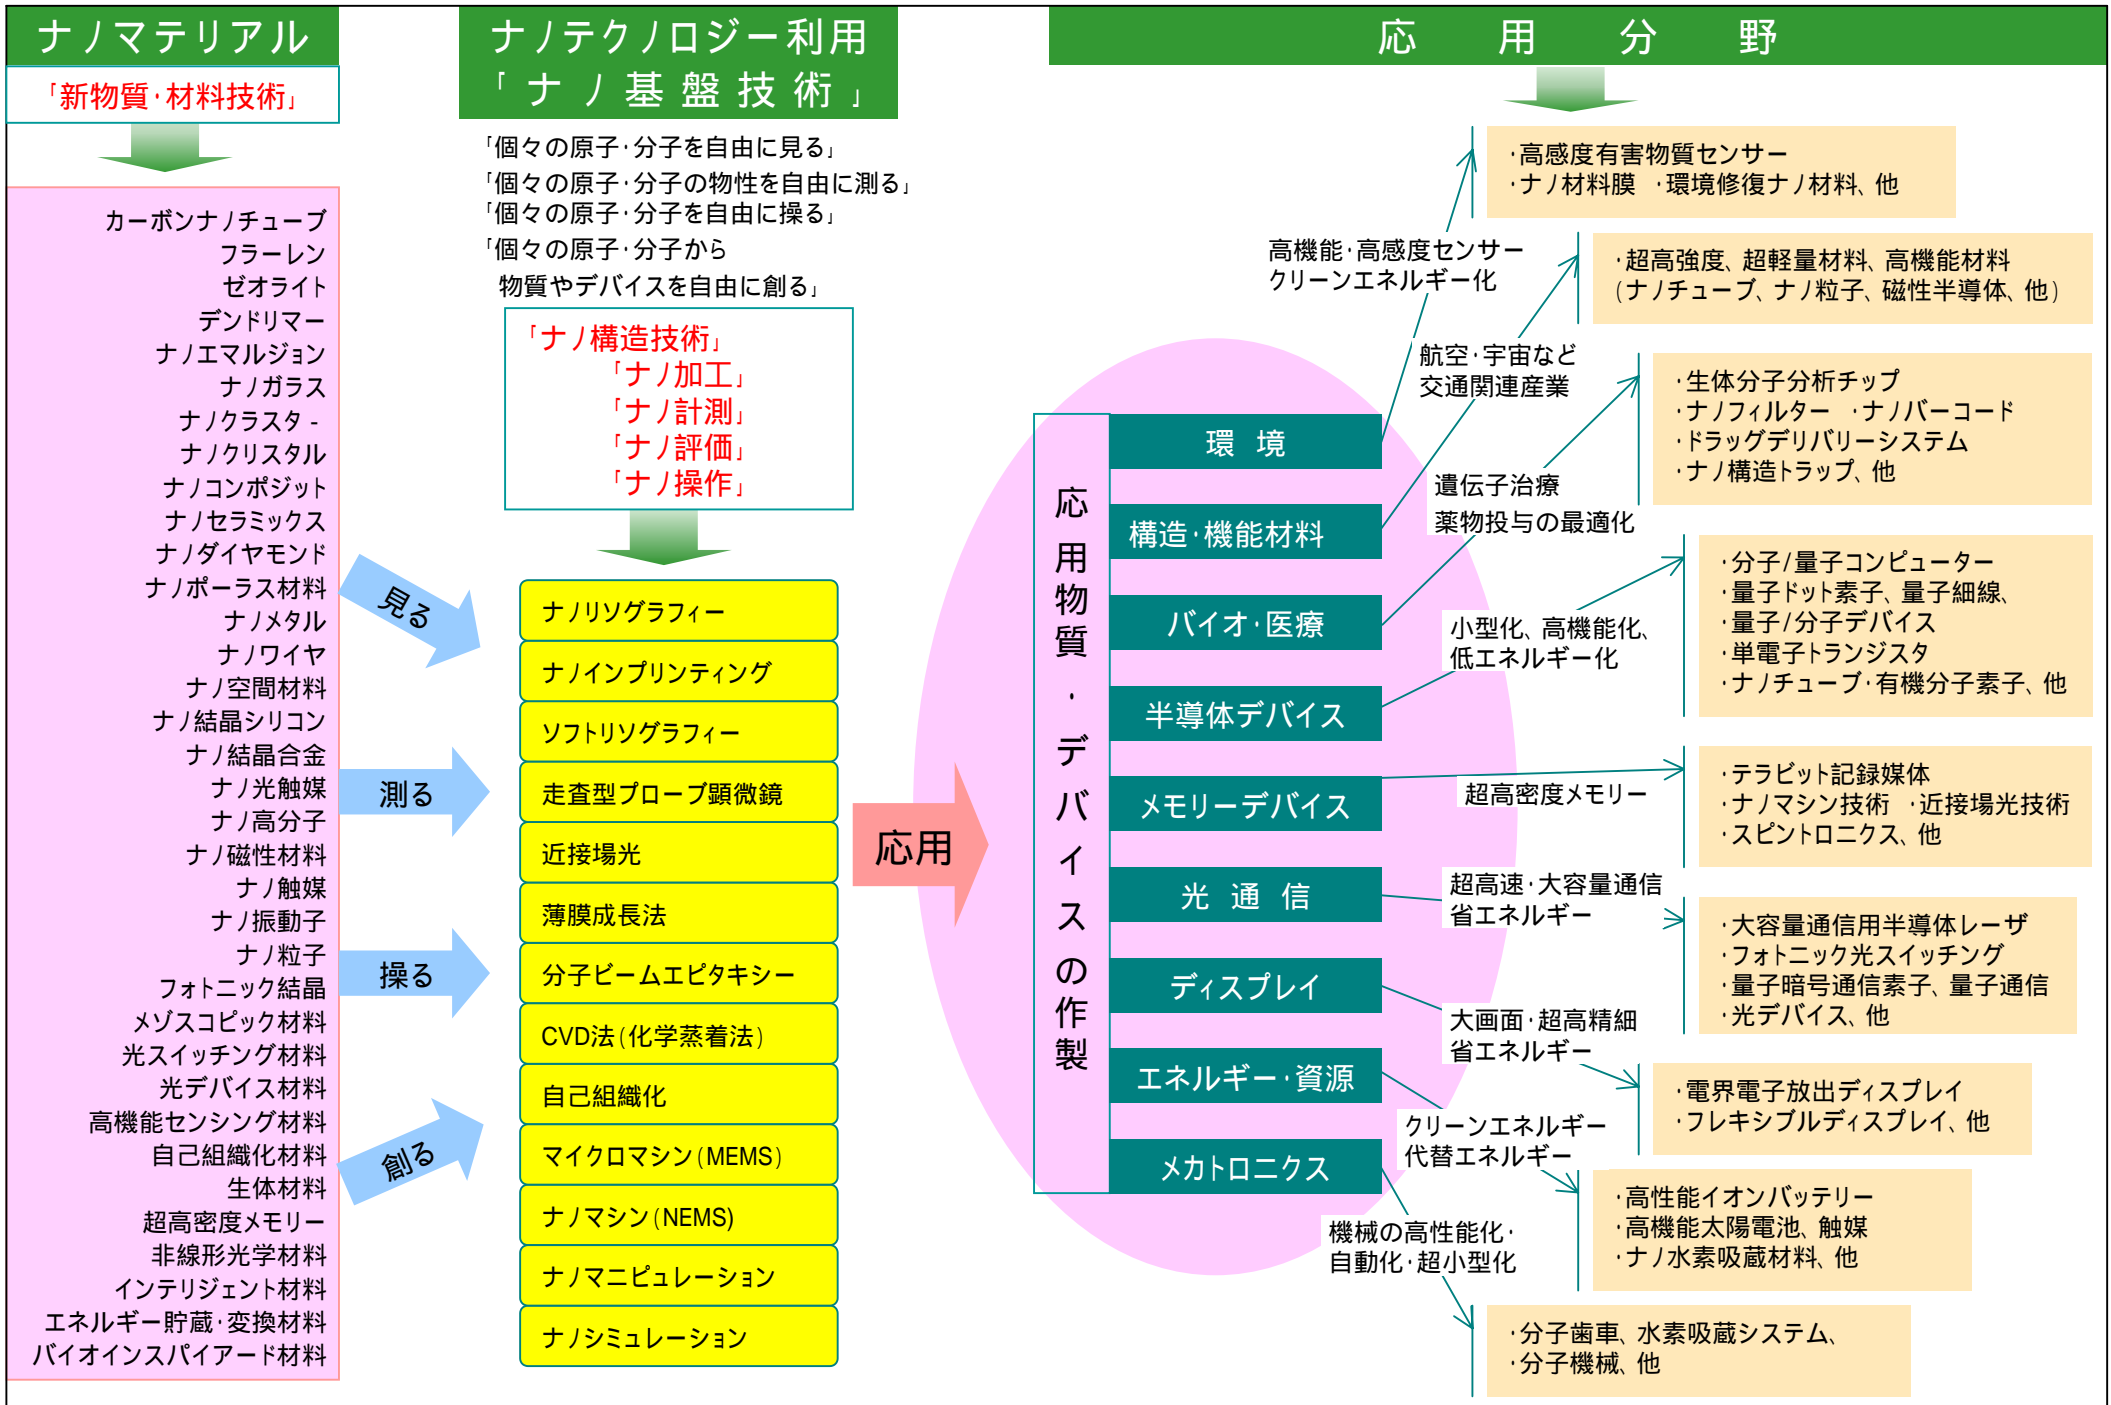 ナノマテリアル
「新物質・材料技術」
カーボンナノチューブ
フラーレン
ゼオライト
デンドリマー
ナノエマルジョン
ナノガラス
ナノクラスタ-
ナノクリスタル
ナノコンポジット
ナノセラミックス
ナノダイヤモンド
ナノポーラス材料
ナノメタル
ナノワイヤ
ナノ空間材料
ナノ結晶シリコン
ナノ結晶合金
ナノ光触媒
ナノ高分子
ナノ磁性材料
ナノ触媒
ナノ振動子
ナノ粒子
フォトニック結晶
メゾスコピック材料
光スイッチング材料
光デバイス材料
高機能センシング材料
自己組織化材料
生体材料
超高密度メモリー
非線形光学材料
インテリジェント材料
エネルギー貯蔵・変換材料
バイオインスパイアード材料
見る
測る
操る
創る
ナノテクノロジー利用
「ナノ基盤技術」
「個々の原子・分子を自由に見る」
「個々の原子・分子の物性を自由に測る」
「個々の原子・分子を自由に操る」
「個々の原子・分子から
物質やデバイスを自由に創る」
「ナノ構造技術」
「ナノ加工」
「ナノ計測」
「ナノ評価」
「ナノ操作」
ナノリソグラフィー
ナノインプリンティング
ソフトリソグラフィー
走査型プローブ顕微鏡
近接場光
薄膜成長法
分子ビームエピタキシー
CVD法(化学蒸着法)
自己組織化
マイクロマシン(MEMS)
ナノマシン(NEMS)
ナノマニピュレーション
ナノシミュレーション
応用
応用分野
応用物質・デバイスの作製
環境
構造・機能材料
バイオ・医療
半導体デバイス
メモリーデバイス
光通信
ディスプレイ
エネルギー・資源
メカトロニクス
高機能・高感度センサー
クリーンエネルギー化
・高感度有害物質センサー
・ナノ材料膜 ・環境修復ナノ材料、他
航空・宇宙など
交通関連産業
・超高強度、超軽量材料、高機能材料
(ナノチューブ、ナノ粒子、磁性半導体、他)
遺伝子治療
薬物投与の最適化
・生体分子分析チップ
・ナノフィルター ・ナノバーコード
・ドラッグデリバリーシステム
・ナノ構造トラップ、他
小型化、高機能化、
低エネルギー化
・分子/量子コンピューター
・量子ドット素子、量子細線、
・量子/分子デバイス
・単電子トランジスタ
・ナノチューブ・有機分子素子、他
超高密度メモリー
・テラビット記録媒体
・ナノマシン技術 ・近接場光技術
・スピントロニクス、他
超高速・大容量通信
省エネルギー
・大容量通信用半導体レーザ
・フォトニック光スイッチング
・量子暗号通信素子、量子通信
・光デバイス、他
大画面・超高精細
省エネルギー
・電界電子放出ディスプレイ
・フレキシブルディスプレイ、他
クリーンエネルギー
代替エネルギー
・高性能イオンバッテリー
・高機能太陽電池、触媒
・ナノ水素吸蔵材料、他
機械の高性能化・
自動化・超小型化
・分子歯車、水素吸蔵システム、
・分子機械、他